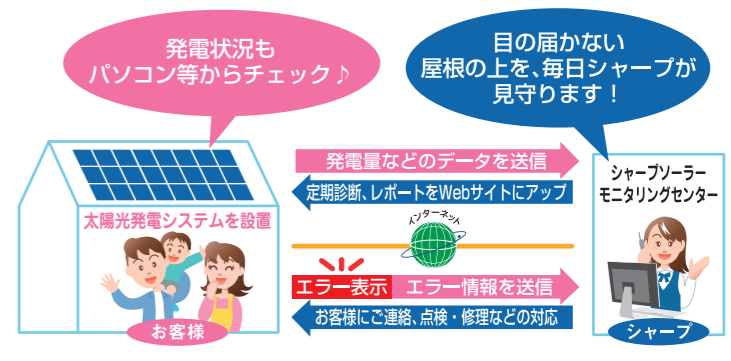 発電状況も
パソコン等からチェック♪
目の届かない
屋根の上を、毎日シャープが
見守ります！
太陽光発電システムを設置
お客様
発電量などのデータを送信
定期診断、レポートをWebサイトにアップ
インターネット
エラー表示 エラー情報を送信
お客様にご連絡、点検・修理などの対応
シャープソーラー
モニタリングセンター
シャープ